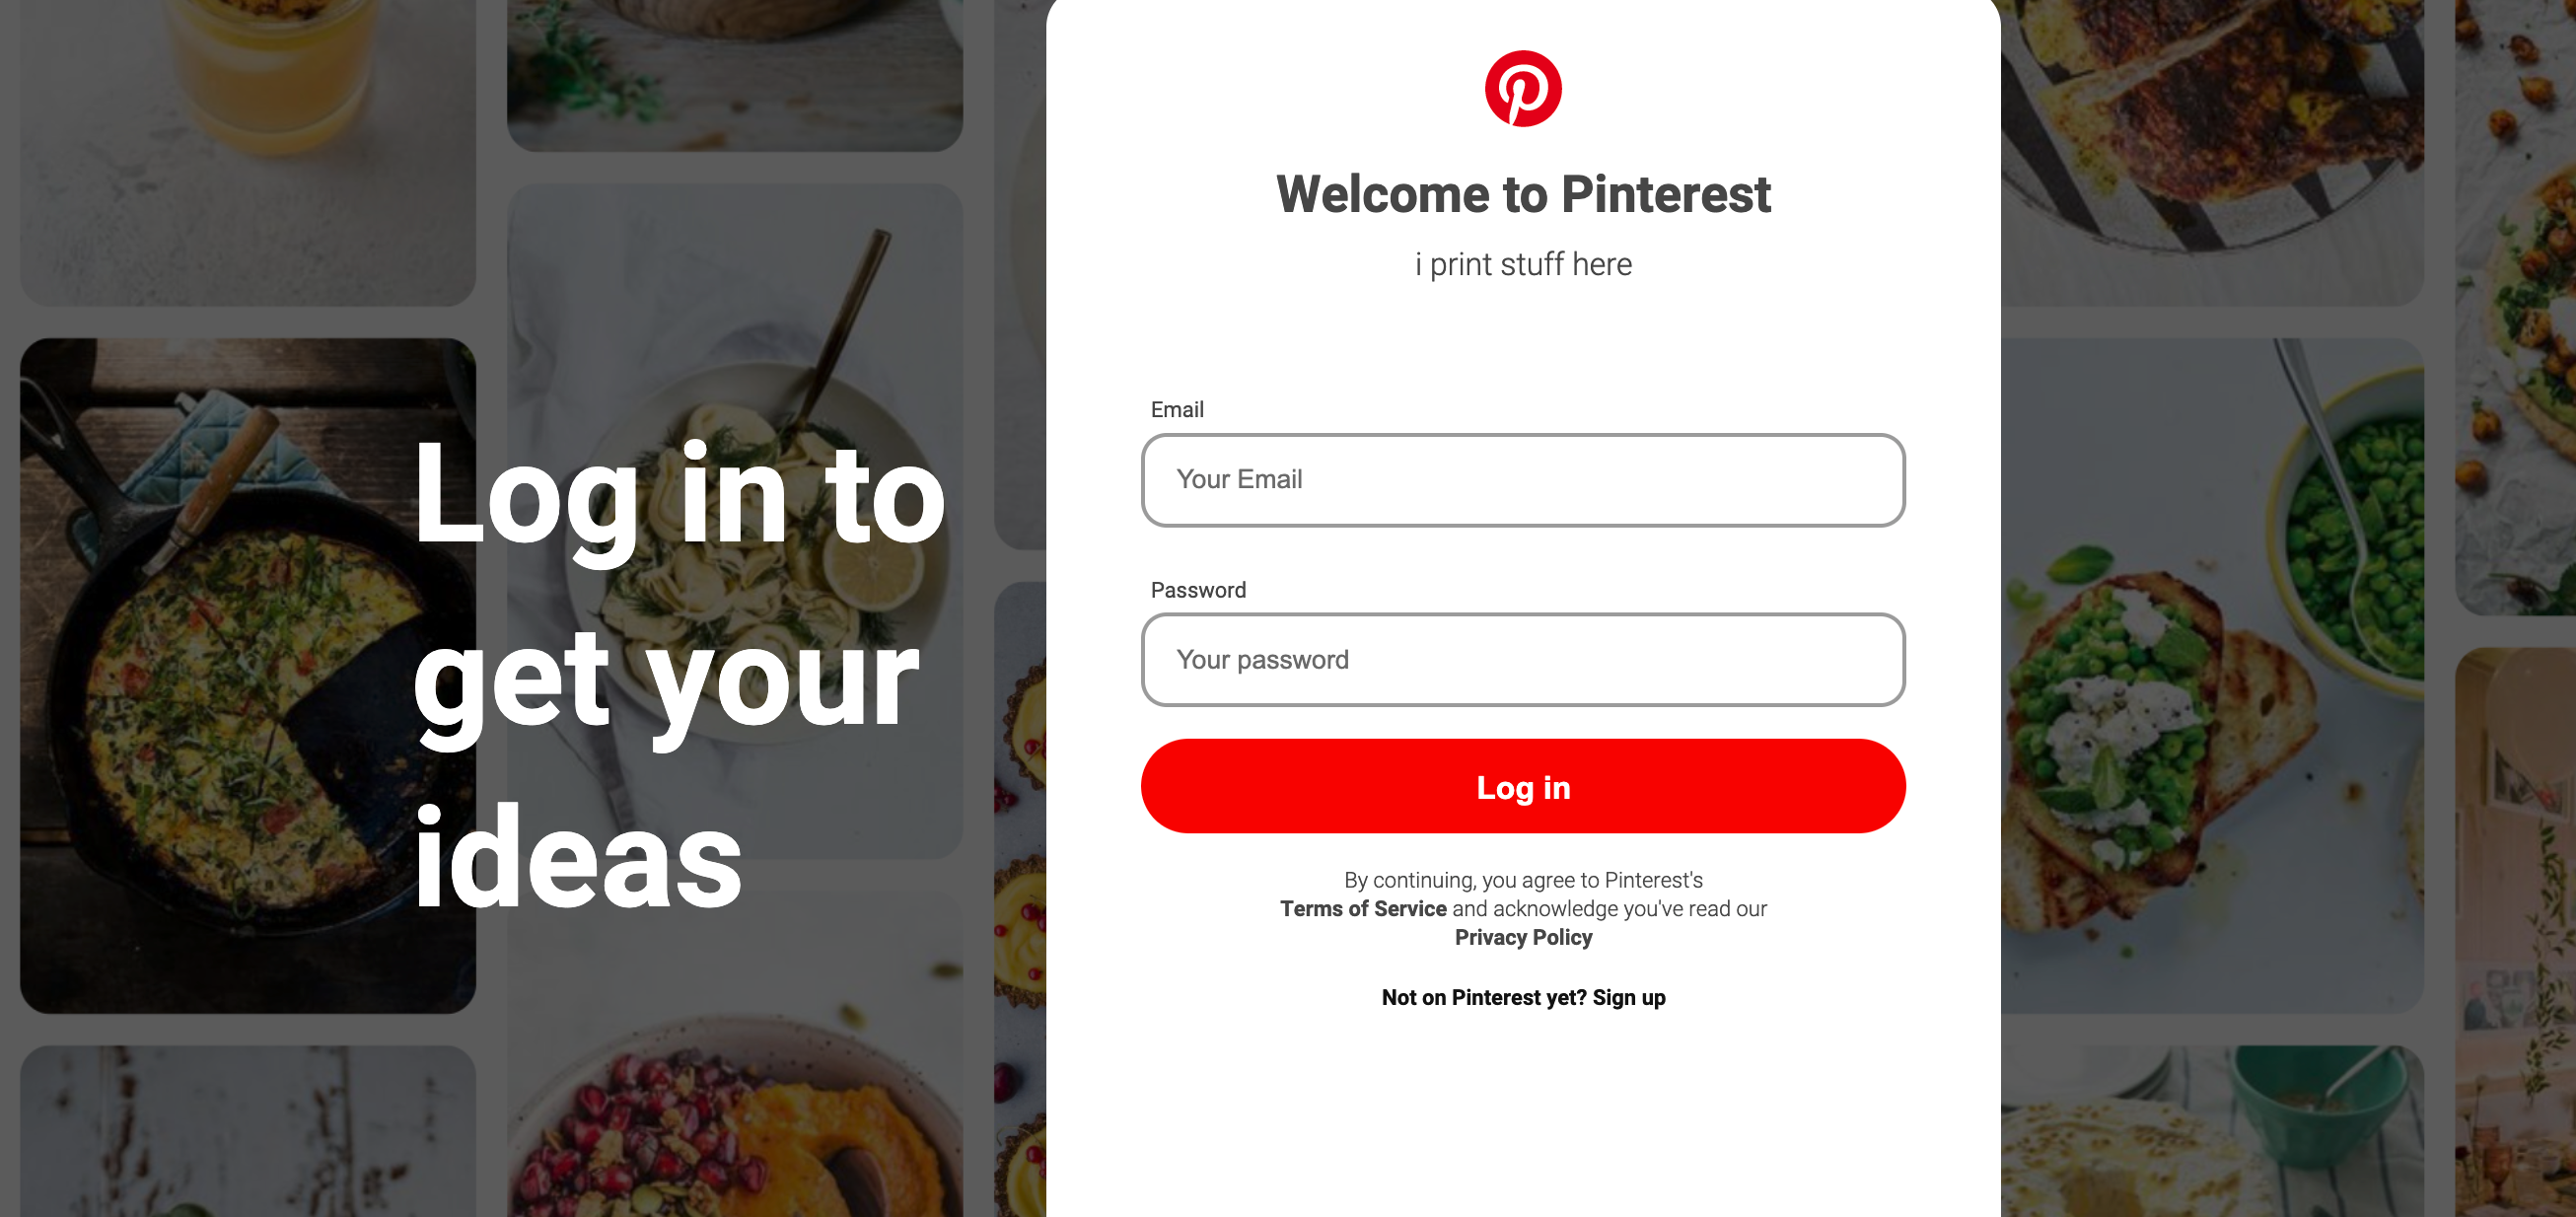 Log in to
get your
ideas
Welcome to Pinterest
i print stuff here
Email
Your Email
Password
Your password
Log in
By continuing, you agree to Pinterest's
Terms of Service and acknowledge you've read our
Privacy Policy
Not on Pinterest yet? Sign up